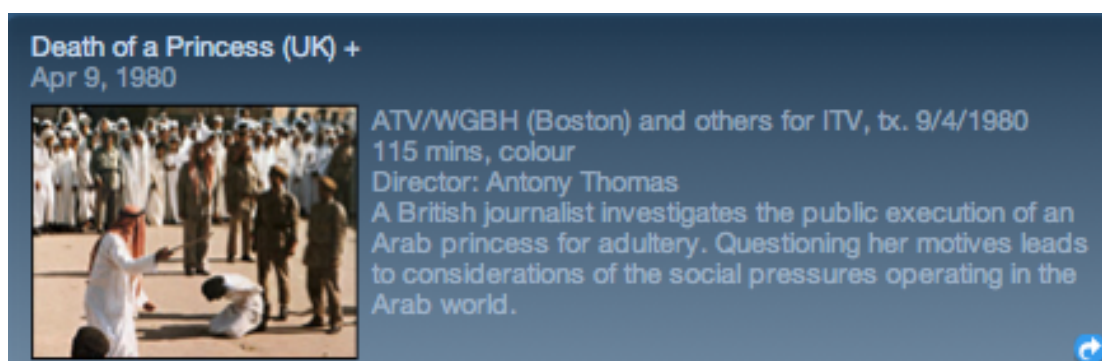 Death of a Princess (UK) +
Apr 9, 1980
ATV/WGBH (Boston) and others for ITV, tx. 9/4/1980
115 mins, colour
Director: Antony Thomas
A British journalist investigates the public execution of an
Arab princess for adultery. Questioning her motives leads
to considerations of the social pressures operating in the
Arab world.